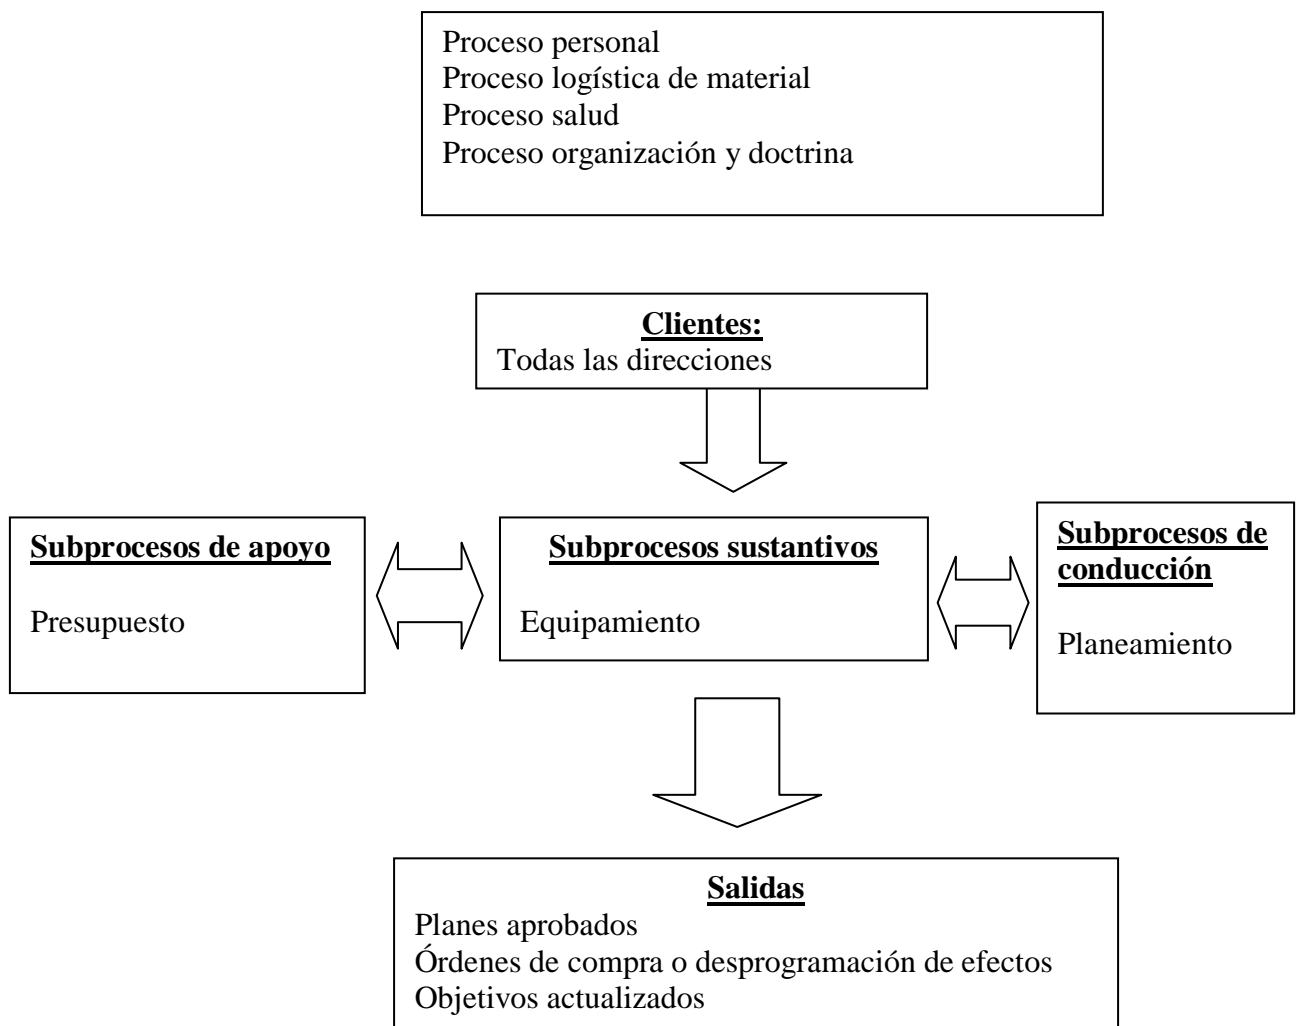 Proceso personal
Proceso logística de material
Proceso salud
Proceso organización y doctrina
Clientes:
Todas las direcciones
Subprocesos de apoyo
Presupuesto
Subprocesos sustantivos
Equipamiento
Subprocesos de
conducción
Planeamiento
Salidas
Planes aprobados
Órdenes de compra o desprogramación de efectos
Objetivos actualizados